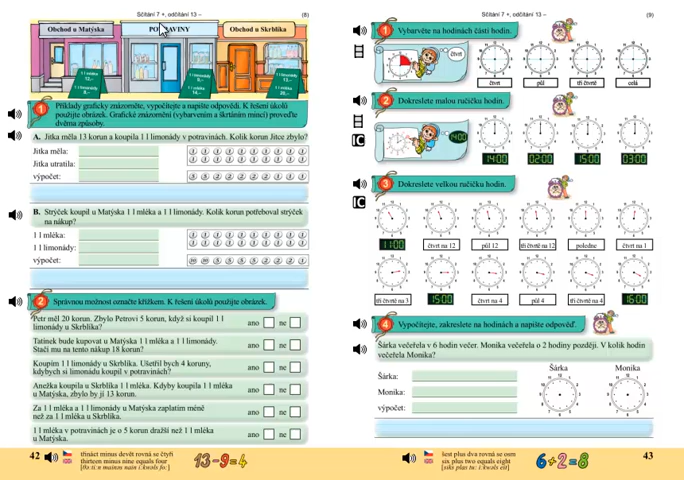 Sčítání 7 +, odčítání 13 –
(8)
Obchod u Matýska
POTRAVINY
Obchod u Skrblíka
1
Příklady graficky znázorněte, vypočítejte a napište odpovědi. K řešení úkolů
použijte obrázek. Grafické znázornění (vybarvením a škrtáním mincí) proveďte
dvěma způsoby.
A. Jitka měla 13 korun a koupila 1 l limonády v potravinách. Kolik korun Jitce zbylo?
Jitka měla:
Jitka utratila:
výpočet:
B. Strýček koupil u Matýska 1 l mléka a 1 l limonády. Kolik korun potřeboval strýček
na nákup?
1 l mléka:
1 l limonády:
výpočet:
2
Správnou možnost označte křížkem. K řešení úkolů použijte obrázek.
Petr měl 20 korun. Zbylo Petrovi 5 korun, když si koupil 1 l
limonády u Skrblíka?
ano ne
Tatínek bude kupovat u Matýska 1 l mléka a 1 l limonády.
Stačí mu na tento nákup 18 korun?
ano ne
Koupím 1 l limonády u Skrblíka. Ušetřil bych 4 koruny,
kdybych si limonádu koupil v potravinách?
ano ne
Anežka koupila u Skrblíka 1 l mléka. Kdyby koupila 1 l mléka
u Matýska, zbylo by jí 13 korun.
ano ne
Za 1 l mléka a 1 l limonády u Matýska zaplatím méně
než za 1 l mléka u Skrblíka.
ano ne
1 l mléka v potravinách je o 5 korun dražší než 1 l mléka
u Matýska.
ano ne
42
třináct minus devět rovná se čtyři
thirteen minus nine equals four
13-9=4
Sčítání 7 +, odčítání 13 –
(9)
1
Vybarvěte na hodinách části hodin.
čtvrt
čtvrt
půl
tři čtvrtě
celá
2
Dokreslete malou ručičku hodin.
14:00
14:00
02:00
15:00
03:00
3
Dokreslete velkou ručičku hodin.
11:00
čtvrt na 12
půl 12
tři čtvrtě na 12
poledne
čtvrt na 1
tři čtvrtě na 3
15:00
čtvrt na 4
půl 4
tři čtvrtě na 4
16:00
4
Vypočítejte, zakreslete na hodinách a napište odpověď.
Šárka večeřela v 6 hodin večer. Monika večeřela o 2 hodiny později. V kolik hodin
večeřela Monika?
Šárka
Monika
Šárka:
Monika:
výpočet:
šest plus dva rovná se osm
six plus two equals eight
6+2=8
43